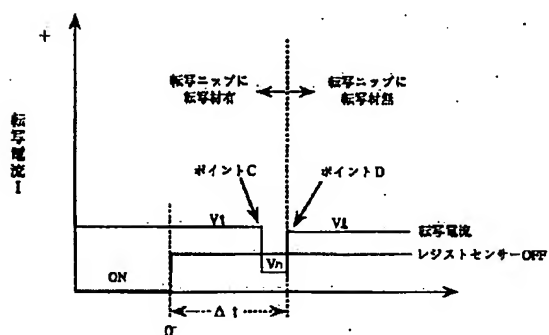 +
転写電流I
転写ニップに
転写材有
転写ニップに
転写材無
ポイントC
ポイントD
Vt
転写電流
Vn
レジストセンサーOFF
ON
Δt
0